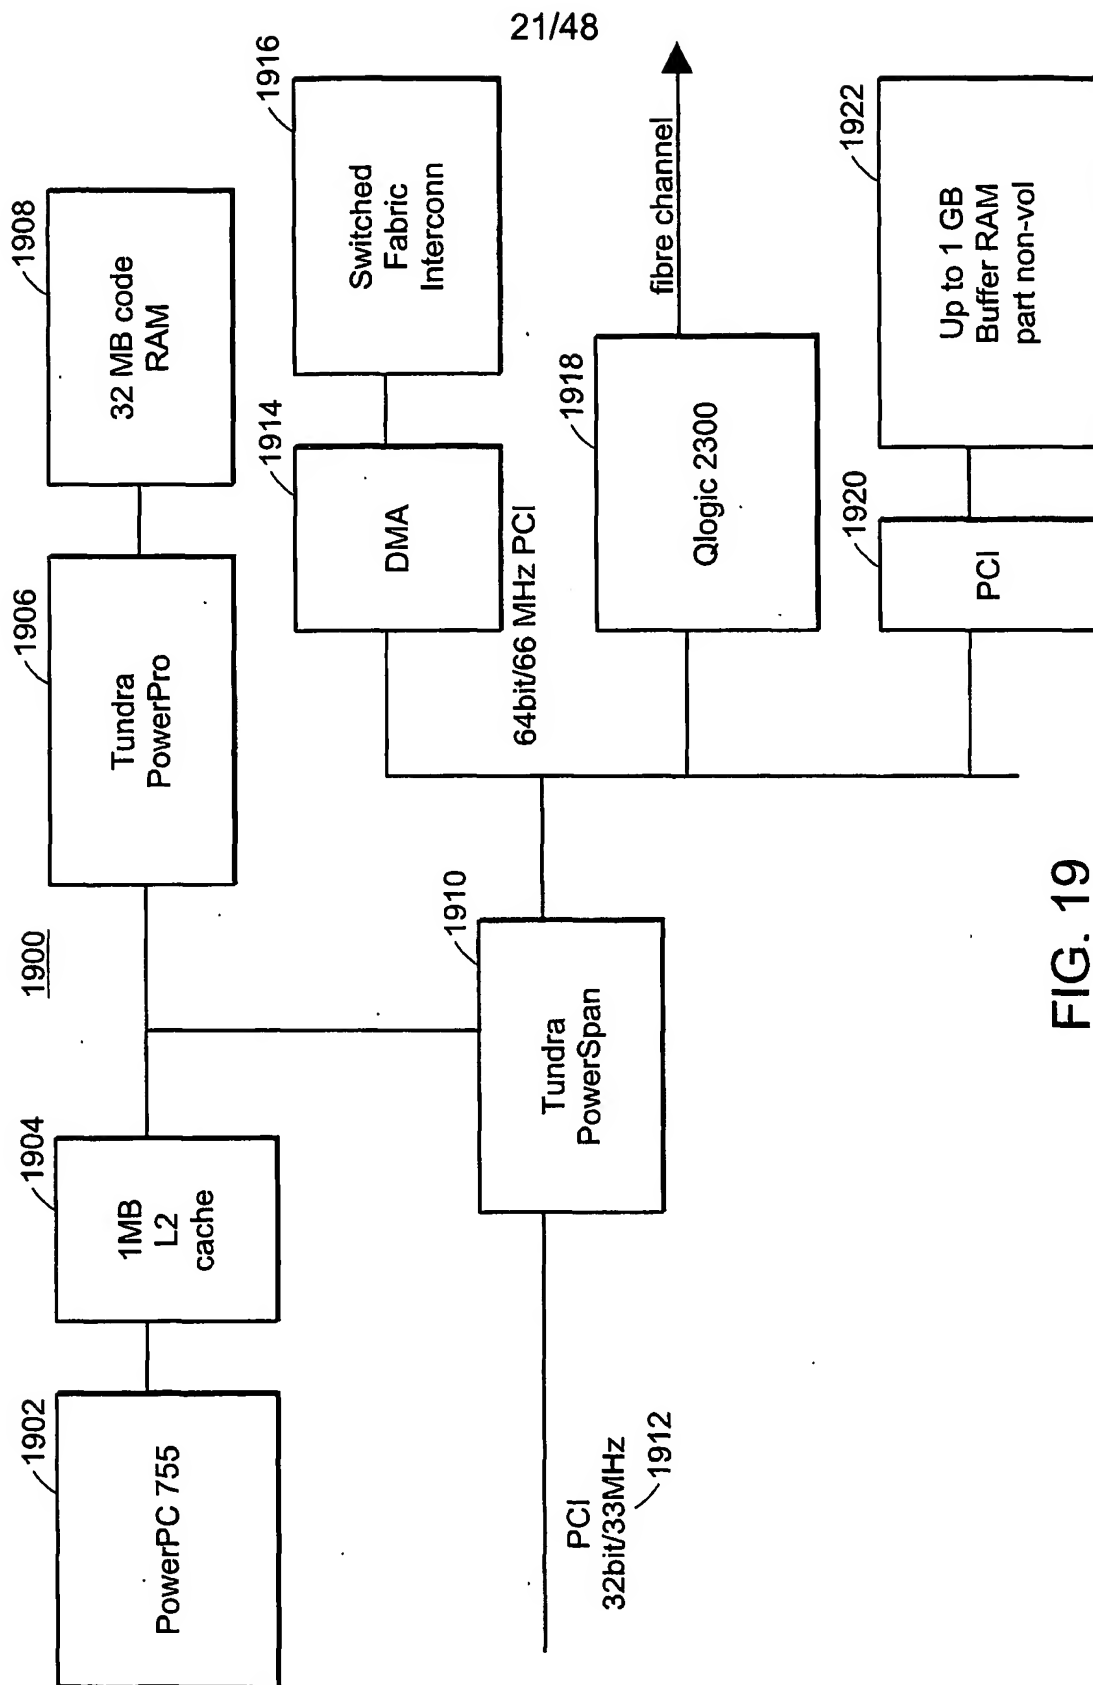 21/48
1900
1902
PowerPC 755
1904
1MB
L2
cache
1906
Tundra
PowerPro
1908
32 MB code
RAM
1910
Tundra
PowerSpan
PCI
32bit/33MHz
1912
1914
DMA
1916
Switched
Fabric
Interconn
64bit/66 MHz PCI
1918
Qlogic 2300
fibre channel
1920
PCI
1922
Up to 1 GB
Buffer RAM
part non-vol
FIG. 19